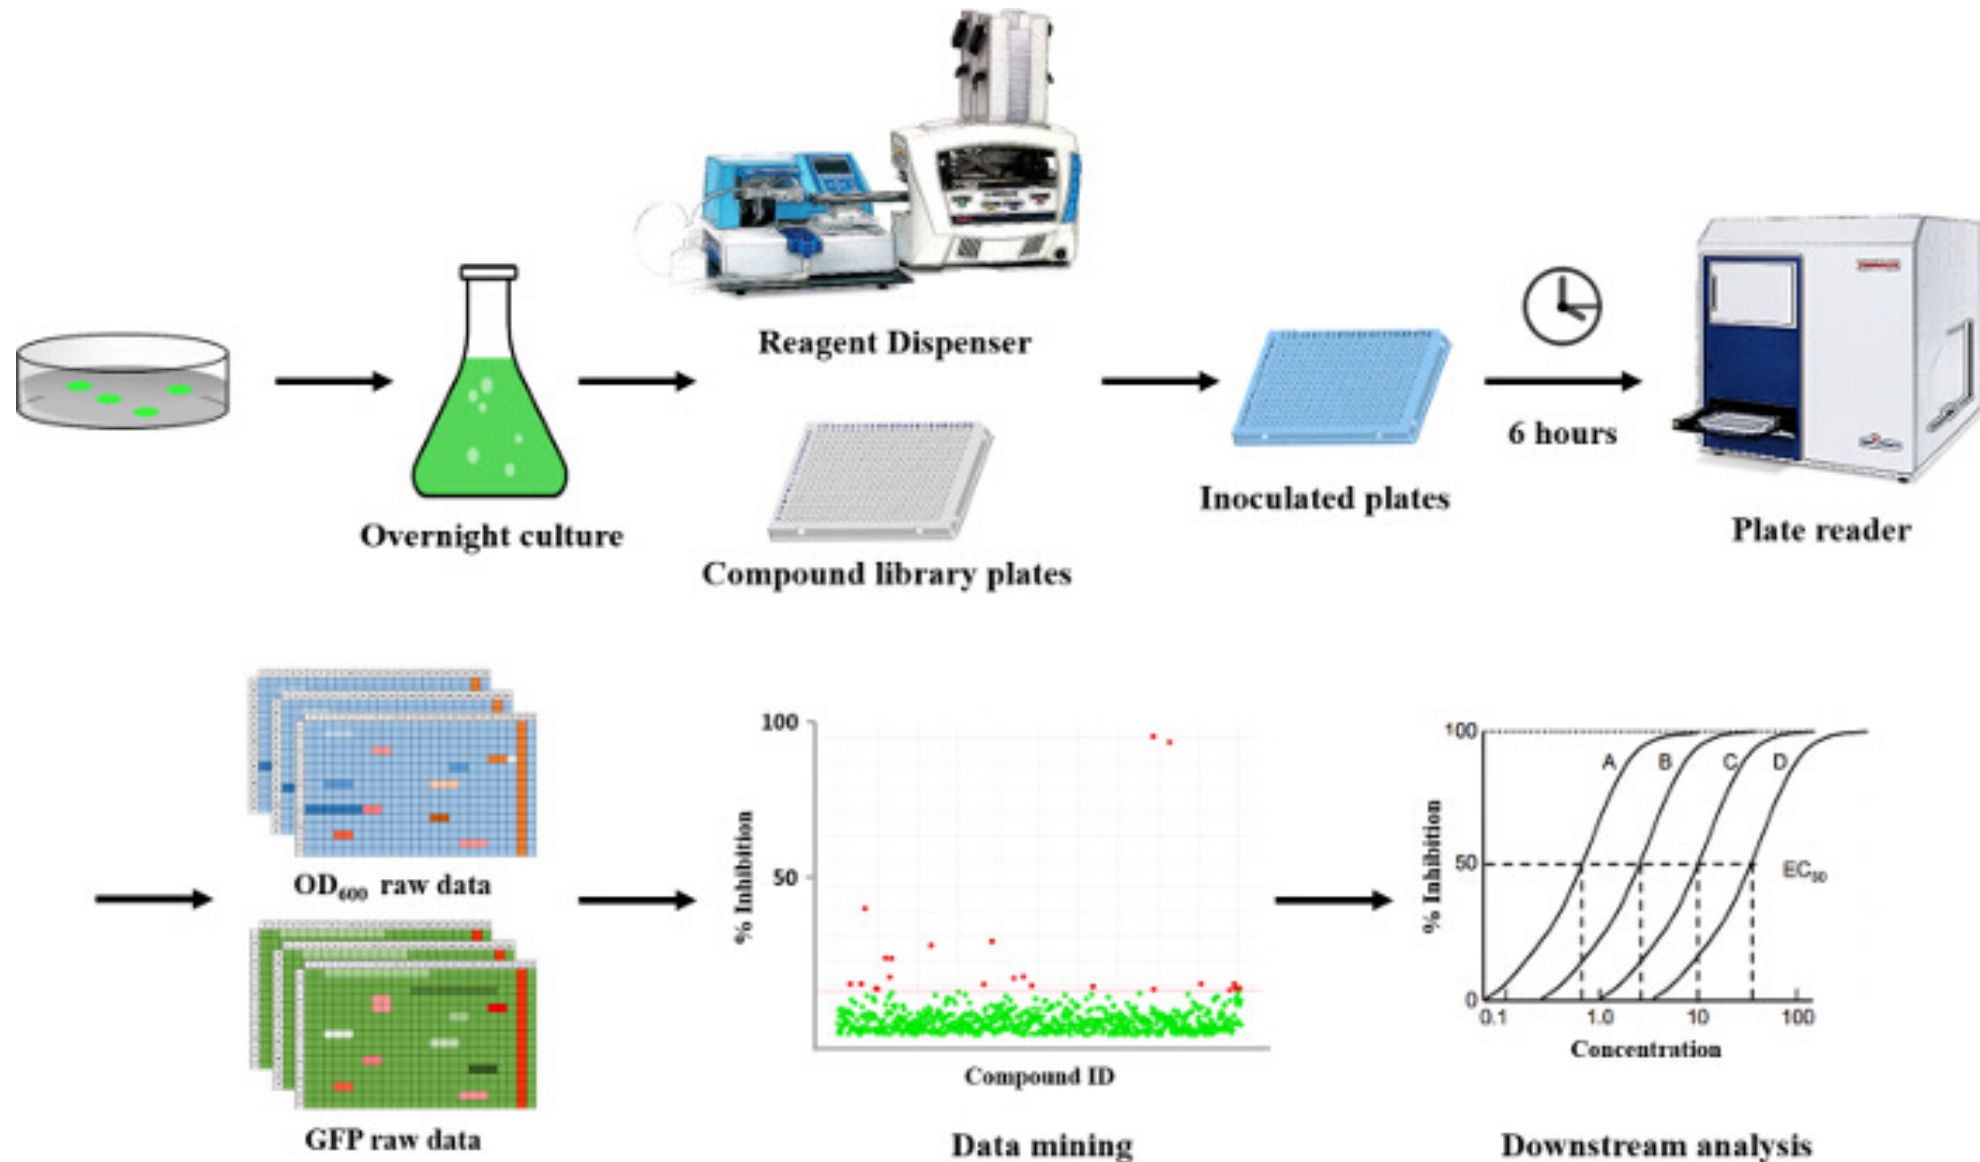 Reagent Dispenser
Overnight culture
Compound library plates
Inoculated plates
6 hours
Plate reader
OD₆₀₀ raw data
GFP raw data
100
50
% Inhibition
Compound ID
Data mining
100
50
0
% Inhibition
A
B
C
D
EC₅₀
0.1
1.0
10
100
Concentration
Downstream analysis